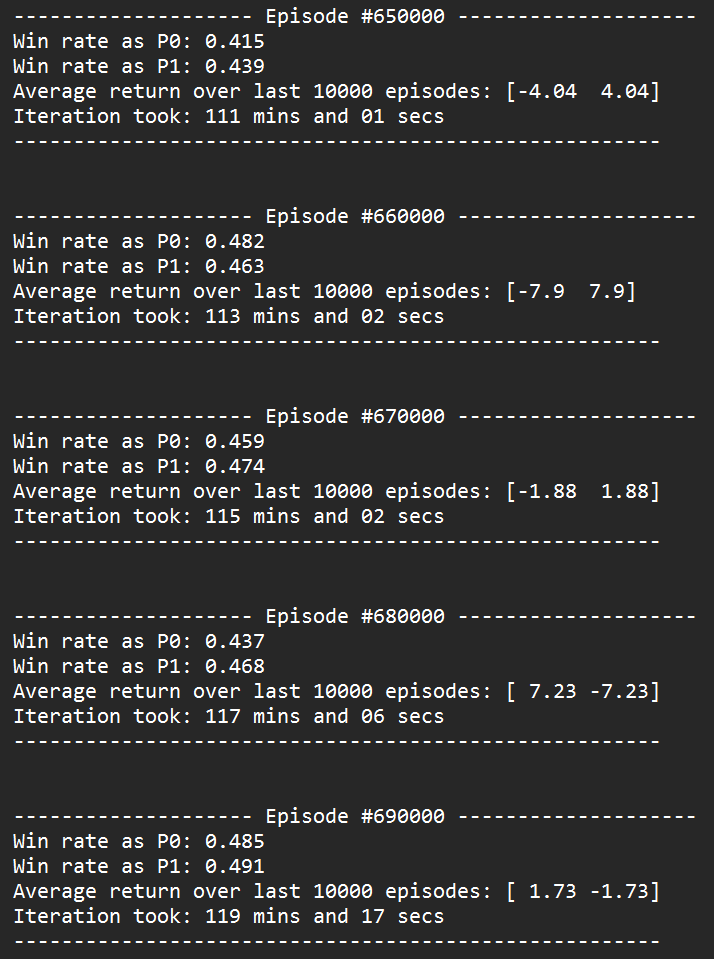 -------------------- Episode #650000 --------------------
Win rate as P0: 0.415
Win rate as P1: 0.439
Average return over last 10000 episodes: [-4.04  4.04]
Iteration took: 111 mins and 01 secs
------------------------------------------------------
-------------------- Episode #660000 --------------------
Win rate as P0: 0.482
Win rate as P1: 0.463
Average return over last 10000 episodes: [-7.9  7.9]
Iteration took: 113 mins and 02 secs
------------------------------------------------------
-------------------- Episode #670000 --------------------
Win rate as P0: 0.459
Win rate as P1: 0.474
Average return over last 10000 episodes: [-1.88  1.88]
Iteration took: 115 mins and 02 secs
------------------------------------------------------
-------------------- Episode #680000 --------------------
Win rate as P0: 0.437
Win rate as P1: 0.468
Average return over last 10000 episodes: [ 7.23 -7.23]
Iteration took: 117 mins and 06 secs
------------------------------------------------------
-------------------- Episode #690000 --------------------
Win rate as P0: 0.485
Win rate as P1: 0.491
Average return over last 10000 episodes: [ 1.73 -1.73]
Iteration took: 119 mins and 17 secs
------------------------------------------------------